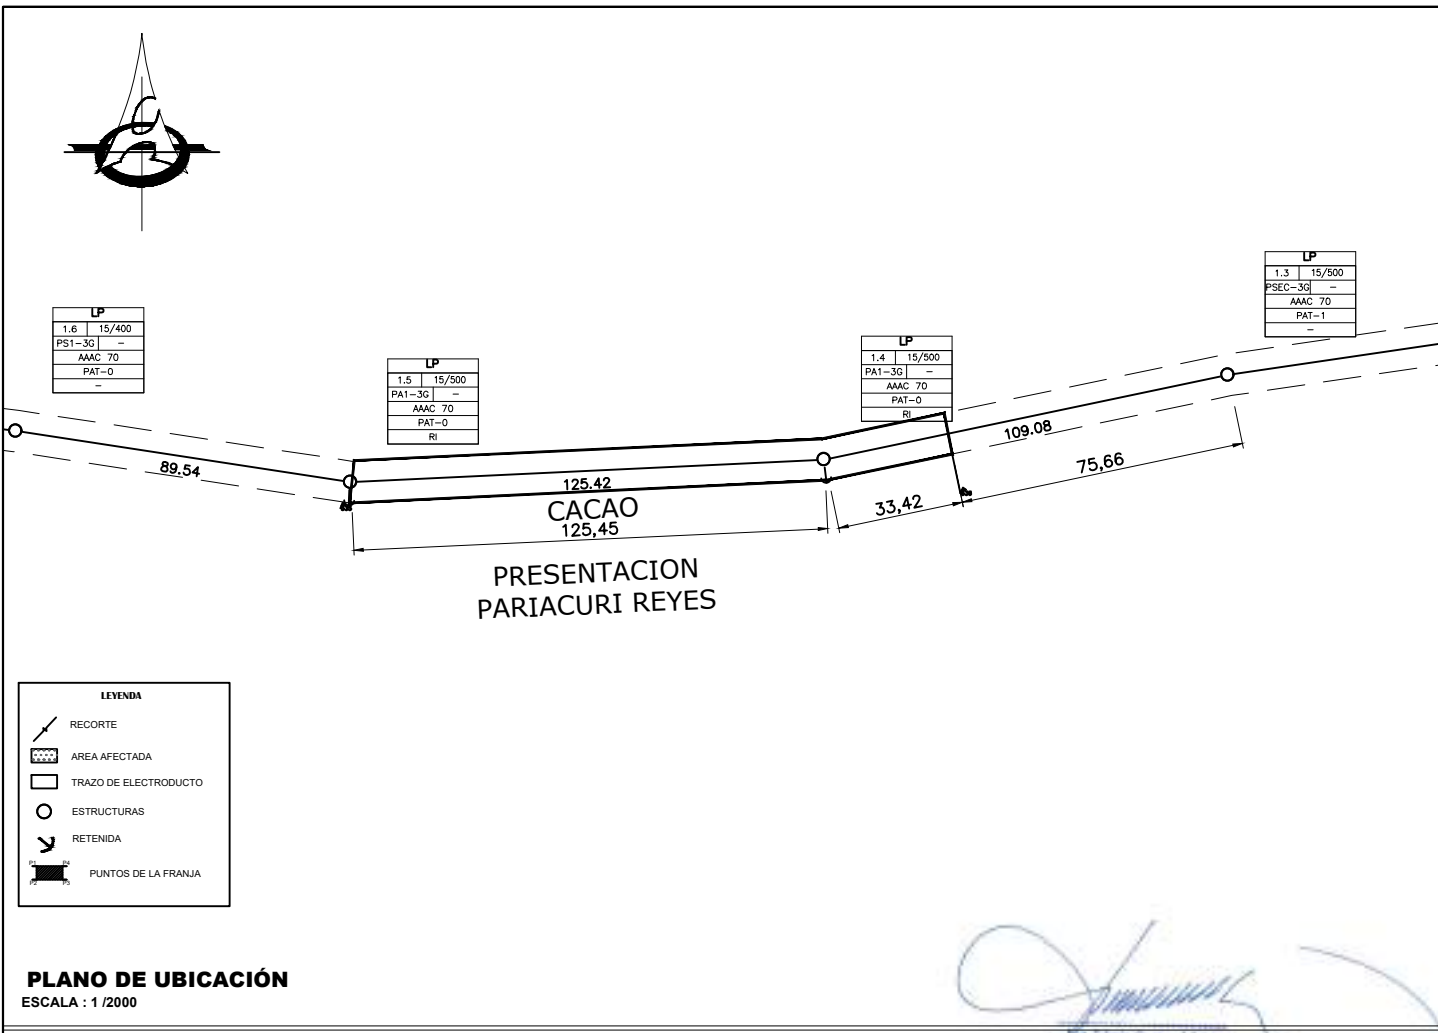 LP
1.3 15/500
PSEC-3G -
AAAC 70
PAT-1
-
LP
1.6 15/400
PS1-3G -
AAAC 70
PAT-0
-
LP
1.4 15/500
PA1-3G -
AAAC 70
PAT-0
RI
LP
1.5 15/500
PA1-3G -
AAAC 70
PAT-0
RI
89.54
125.42
109.08
75,66
33,42
CACAO
125,45
PRESENTACION
PARIACURI REYES
LEYENDA
RECORTE
AREA AFECTADA
TRAZO DE ELECTRODUCTO
ESTRUCTURAS
RETENIDA
P1 P4
PUNTOS DE LA FRANJA
P2 P3
PLANO DE UBICACIÓN
ESCALA : 1 /2000